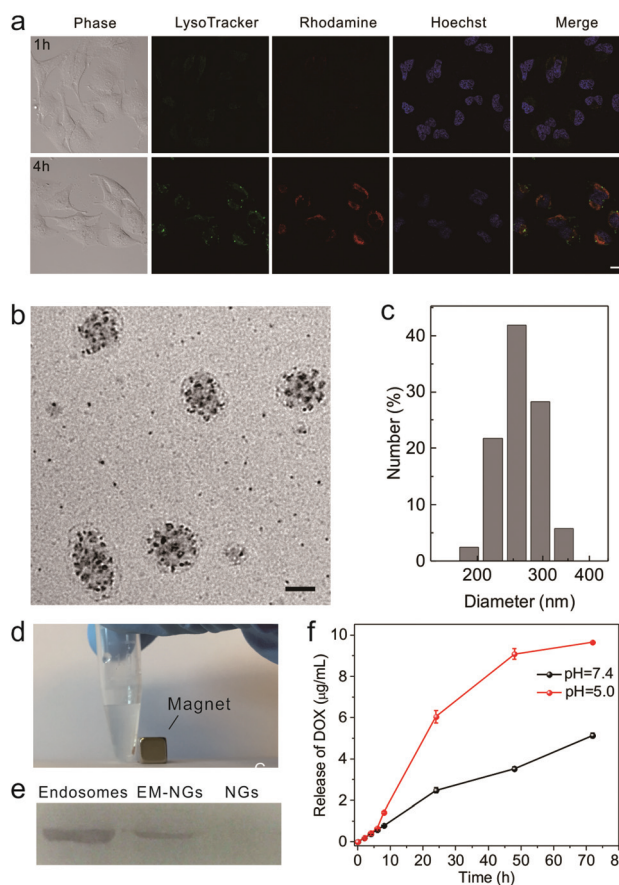 a
Phase LysoTracker Rhodamine Hoechst Merge
1h
4h
b
c
Number (%)
40
30
20
10
0
200 300 400
Diameter (nm)
d
Magnet
e
Endosomes EM-NGs NGs
f
Release of DOX (μg/mL)
10
8
6
4
2
0
pH=7.4
pH=5.0
0 10 20 30 40 50 60 70 80
Time (h)